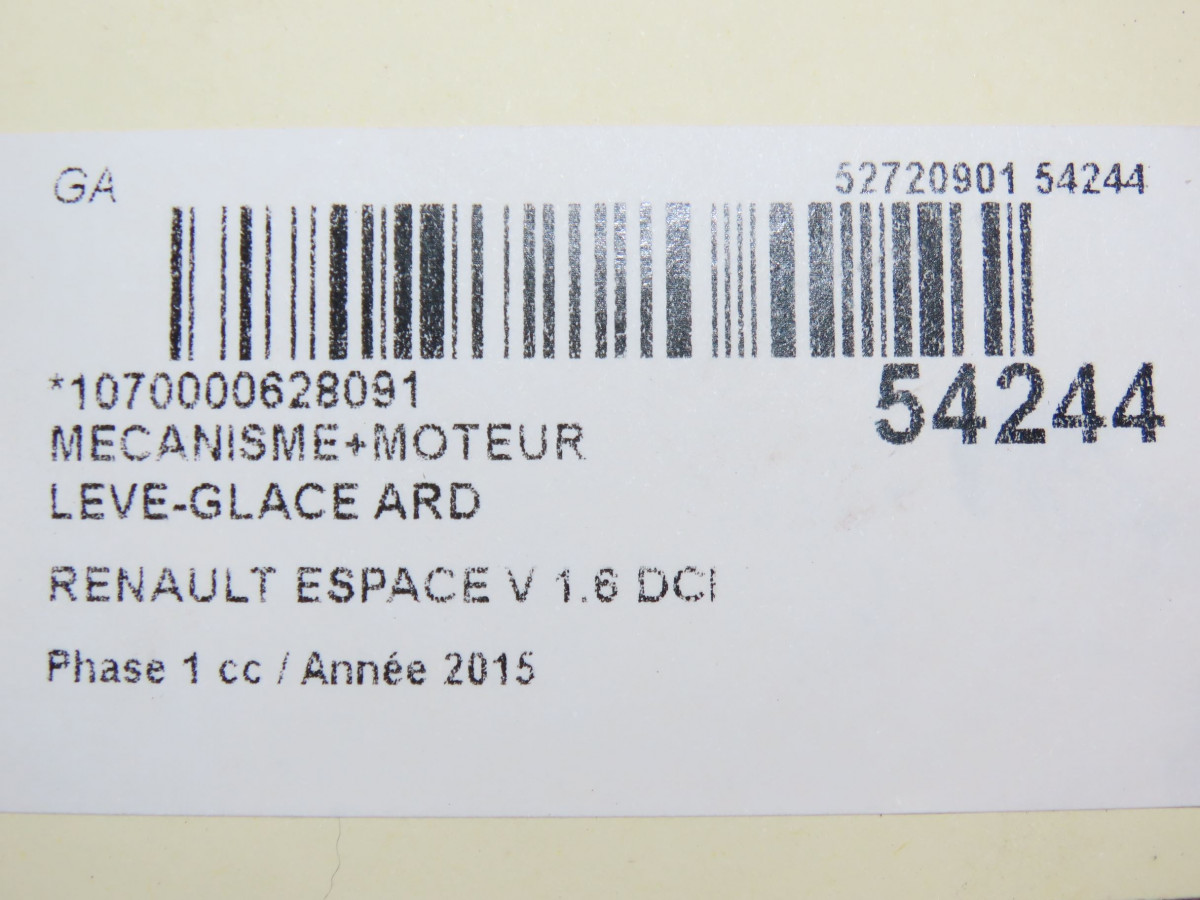 GA
52720901 54244
*1070000628091
54244
MECANISME+MOTEUR
LEVE-GLACE ARD
RENAULT ESPACE V 1.6 DCI
Phase 1 cc / Année 2015